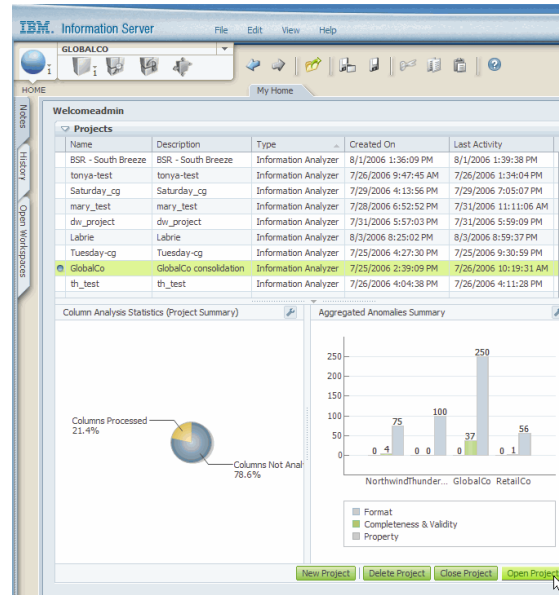 IBM. Information Server File Edit View Help
GLOBALCO
HOME
My Home
Notes
History
Open Workspaces
Welcomeadmin
Projects
Name Description Type Created On Last Activity
BSR - South Breeze BSR - South Breeze Information Analyzer 8/1/2006 1:36:09 PM 8/1/2006 1:39:38 PM
tonya-test tonya-test Information Analyzer 7/26/2006 9:47:45 AM 7/26/2006 1:34:04 PM
Saturday_cg Saturday_cg Information Analyzer 7/29/2006 4:13:56 PM 7/29/2006 7:05:07 PM
mary_test mary_test Information Analyzer 7/28/2006 6:52:52 PM 7/31/2006 11:11:06 AM
dw_project dw_project Information Analyzer 7/31/2006 5:57:03 PM 7/31/2006 5:59:09 PM
Labrie Labrie Information Analyzer 8/3/2006 8:25:02 PM 8/3/2006 8:59:37 PM
Tuesday-cg Tuesday-cg Information Analyzer 7/25/2006 4:27:30 PM 7/25/2006 9:30:59 PM
GlobalCo GlobalCo consolidation Information Analyzer 7/25/2006 2:39:09 PM 7/26/2006 10:19:31 AM
th_test th_test Information Analyzer 7/26/2006 4:04:38 PM 7/26/2006 4:11:28 PM
Column Analysis Statistics (Project Summary)
Columns Processed
21.4%
Columns Not Anal
78.6%
Aggregated Anomalies Summary
250
200
150
100
50
0
0 4 75
0 0 100
0 37 250
0 1 56
NorthwindThunder... GlobalCo RetailCo
Format
Completeness & Validity
Property
New Project Delete Project Close Project Open Project